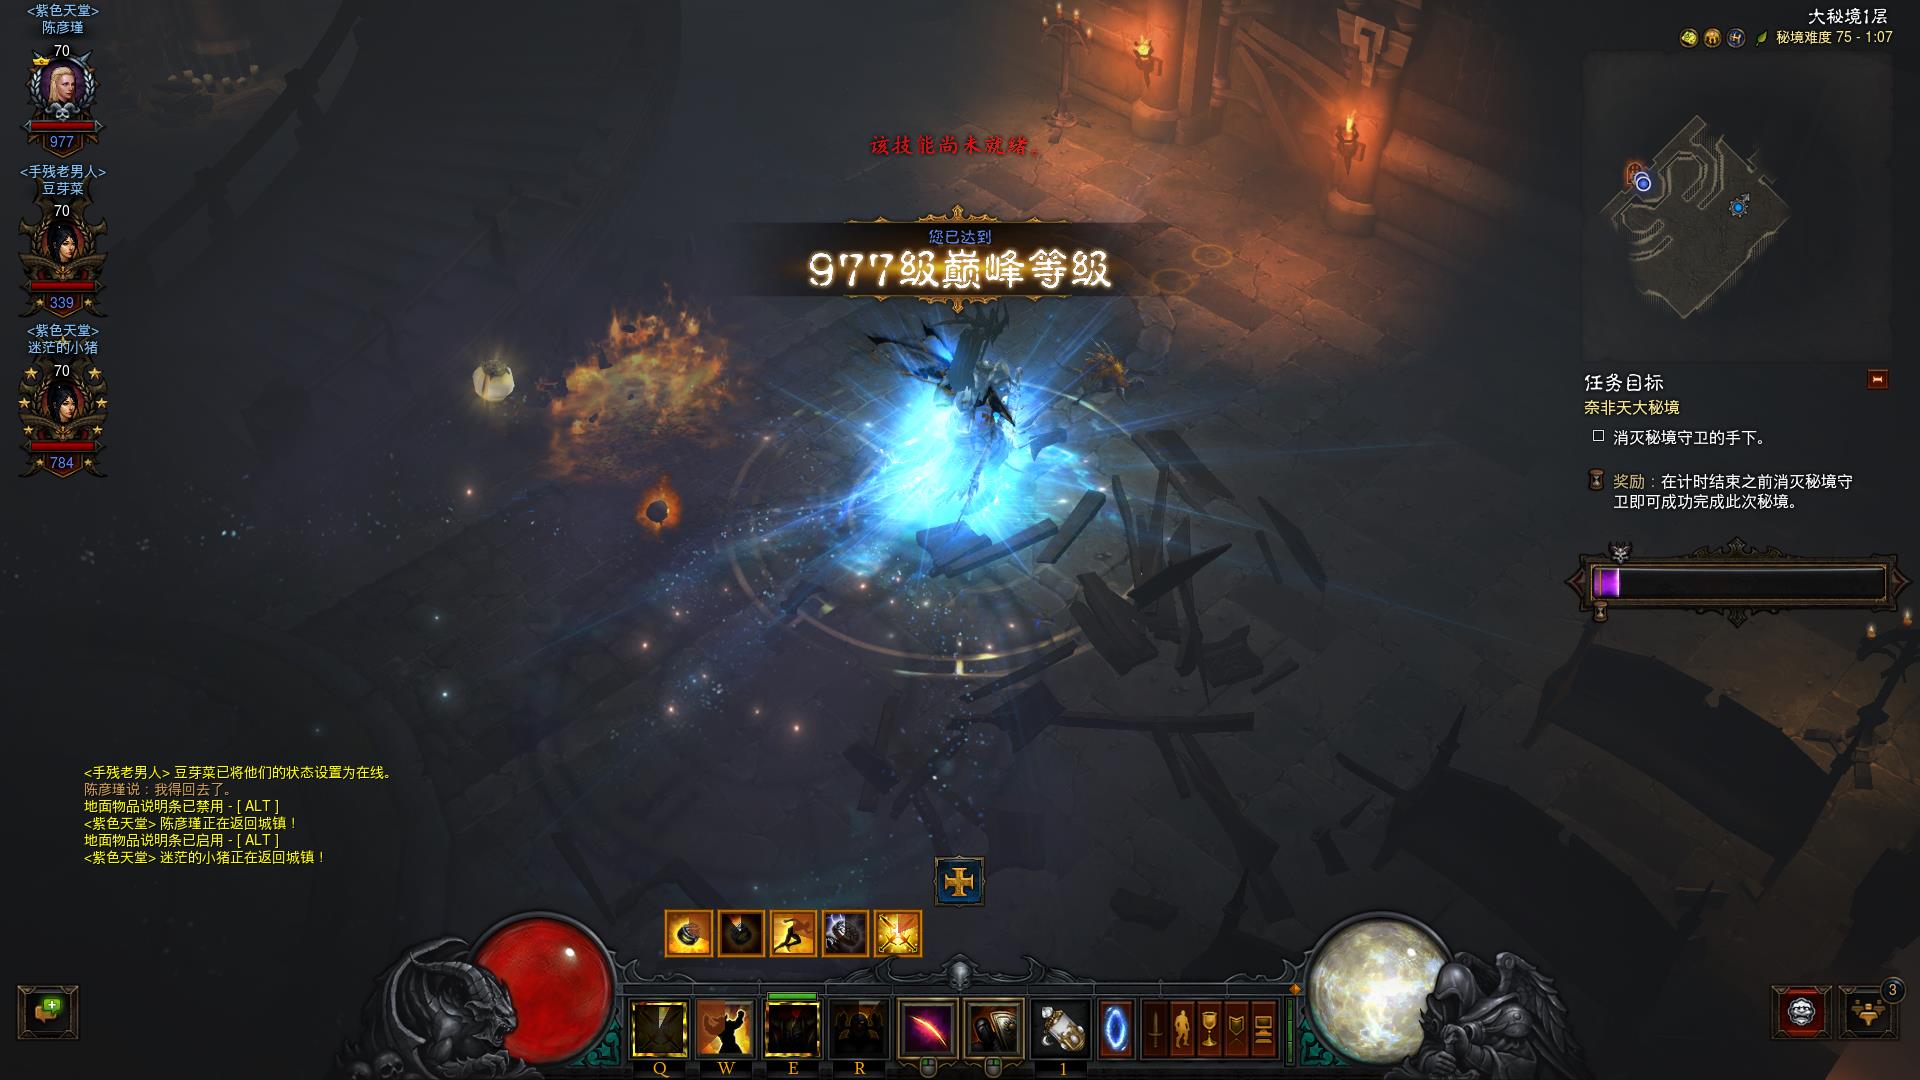 <紫色天堂>
陈彦瑾
70
977
<手残老男人>
豆芽菜
70
339
<紫色天堂>
迷茫的小猪
70
784
大秘境1层
秘境难度 75 - 1:07
该技能尚未就绪。
您已达到
977级巅峰等级
任务目标
奈非天大秘境
消灭秘境守卫的手下。
奖励：在计时结束之前消灭秘境守
卫即可成功完成此次秘境。
<手残老男人> 豆芽菜已将他们的状态设置为在线。
陈彦瑾说：我得回去了。
地面物品说明条已禁用 - [ ALT ]
<紫色天堂> 陈彦瑾正在返回城镇！
地面物品说明条已启用 - [ ALT ]
<紫色天堂> 迷茫的小猪正在返回城镇！
1
Q W E R 1
3